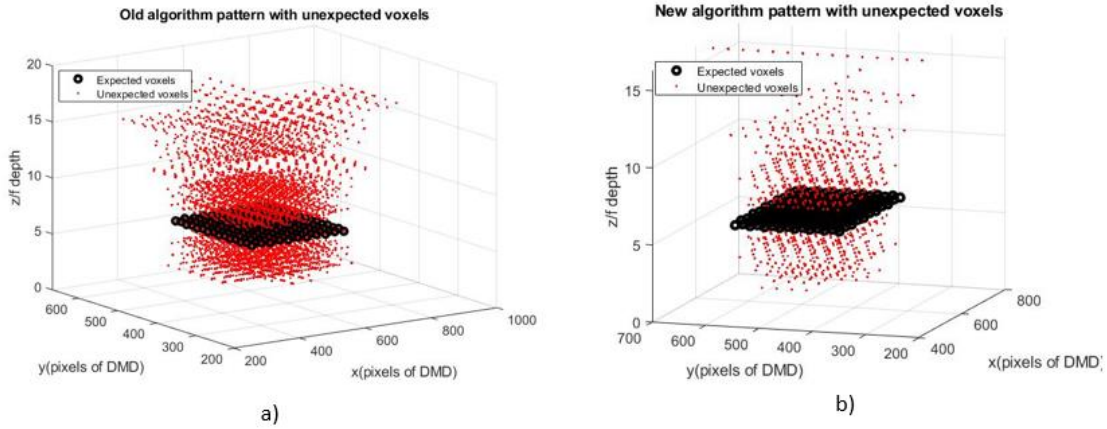 Old algorithm pattern with unexpected voxels
20
15
10
5
0
z/f depth
Expected voxels
Unexpected voxels
600
500
400
300
200
y(pixels of DMD)
200
400
600
800
1000
x(pixels of DMD)
a)
New algorithm pattern with unexpected voxels
15
10
5
0
z/f depth
Expected voxels
Unexpected voxels
700
600
500
400
300
200
y(pixels of DMD)
400
600
800
x(pixels of DMD)
b)